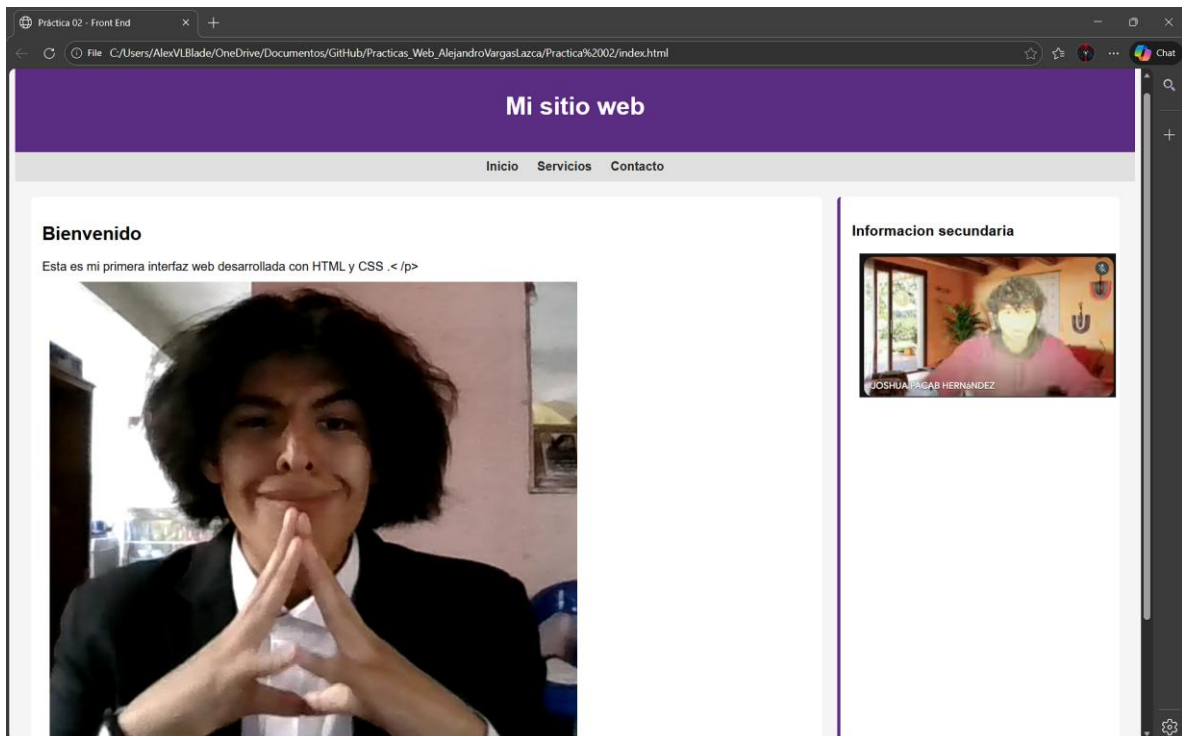 Práctica 02 - Front End
File C:/Users/AlexVLBlade/OneDrive/Documentos/GitHub/Practicas_Web_AlejandroVargasLazca/Practica%2002/index.html
Chat
Mi sitio web
Inicio Servicios Contacto
Bienvenido
Esta es mi primera interfaz web desarrollada con HTML y CSS .< /p>
Informacion secundaria
JOSHUA PACAB HERNáNDEZ